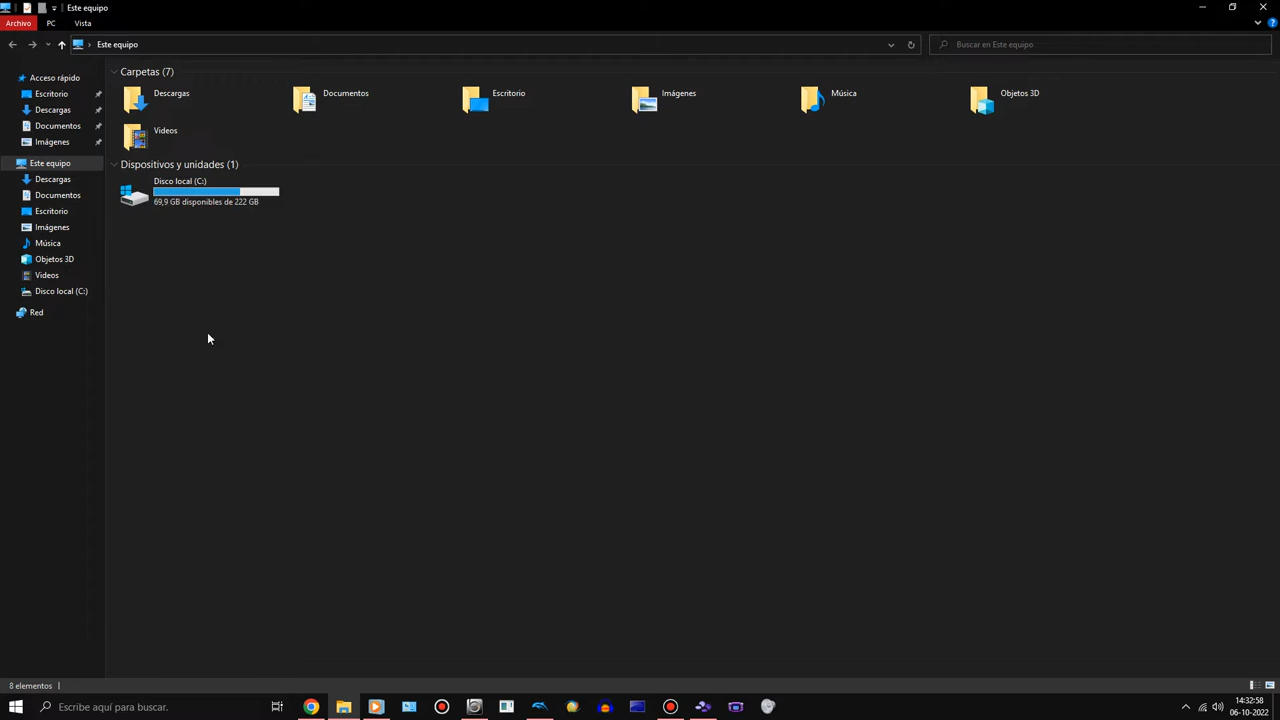 Este equipo
Archivo PC Vista
Este equipo Buscar en Este equipo
Acceso rápido
Escritorio
Descargas
Documentos
Imágenes
Este equipo
Descargas
Documentos
Escritorio
Imágenes
Música
Objetos 3D
Videos
Disco local (C:)
Red
Carpetas (7)
Descargas Documentos Escritorio Imágenes Música Objetos 3D
Videos
Dispositivos y unidades (1)
Disco local (C:)
69,9 GB disponibles de 222 GB
8 elementos
Escribe aquí para buscar.
14:32:58
06-10-2022